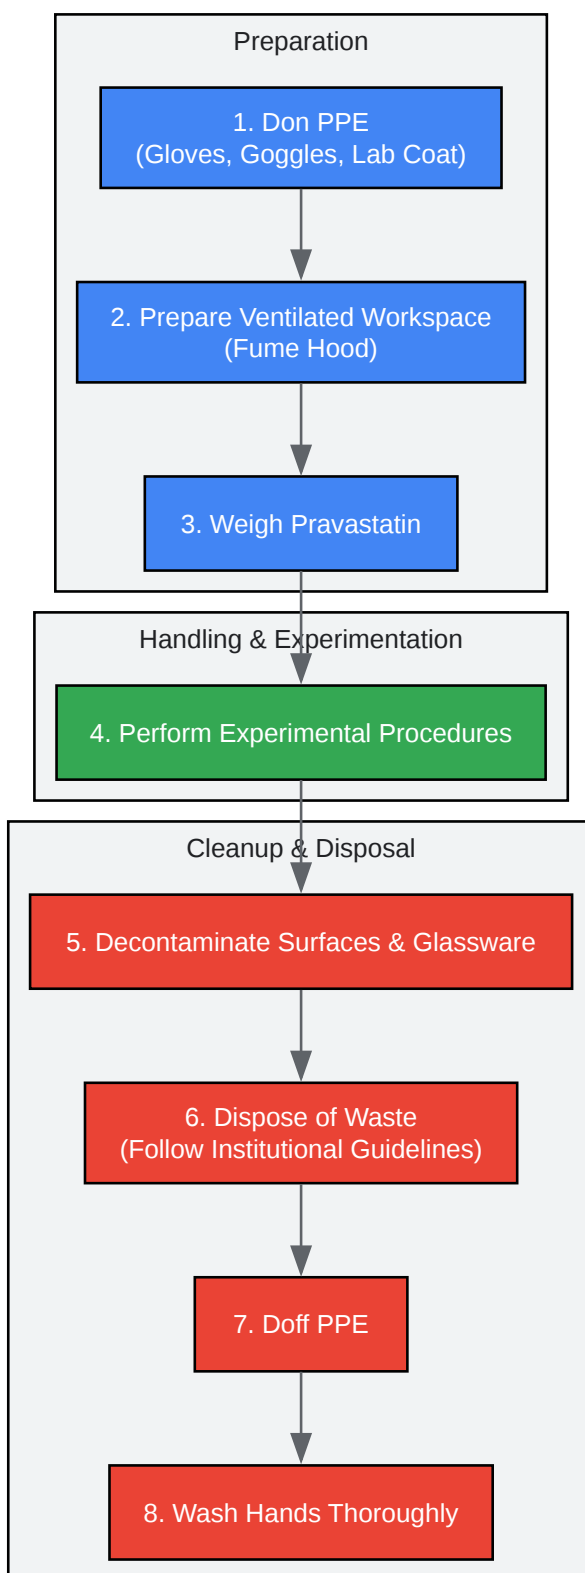 Preparation
1. Don PPE
(Gloves, Goggles, Lab Coat)
2. Prepare Ventilated Workspace
(Fume Hood)
3. Weigh Pravastatin
Handling & Experimentation
4. Perform Experimental Procedures
Cleanup & Disposal
5. Decontaminate Surfaces & Glassware
6. Dispose of Waste
(Follow Institutional Guidelines)
7. Doff PPE
8. Wash Hands Thoroughly